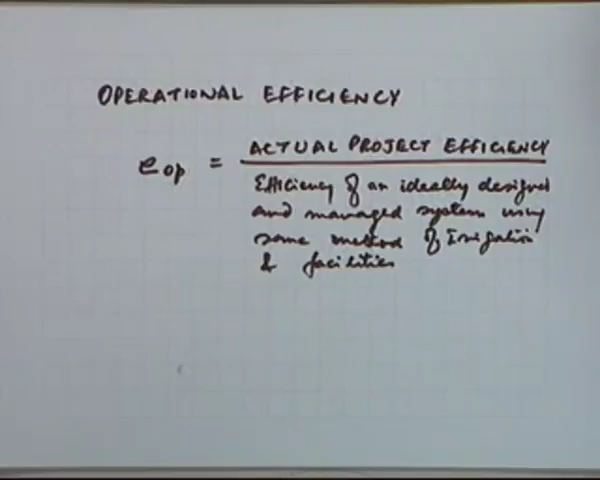 OPERATIONAL EFFICIENCY
e_op = ACTUAL PROJECT EFFICIENCY
Efficiency of an ideally designed
and managed system using
same method of Irrigation
& facilities